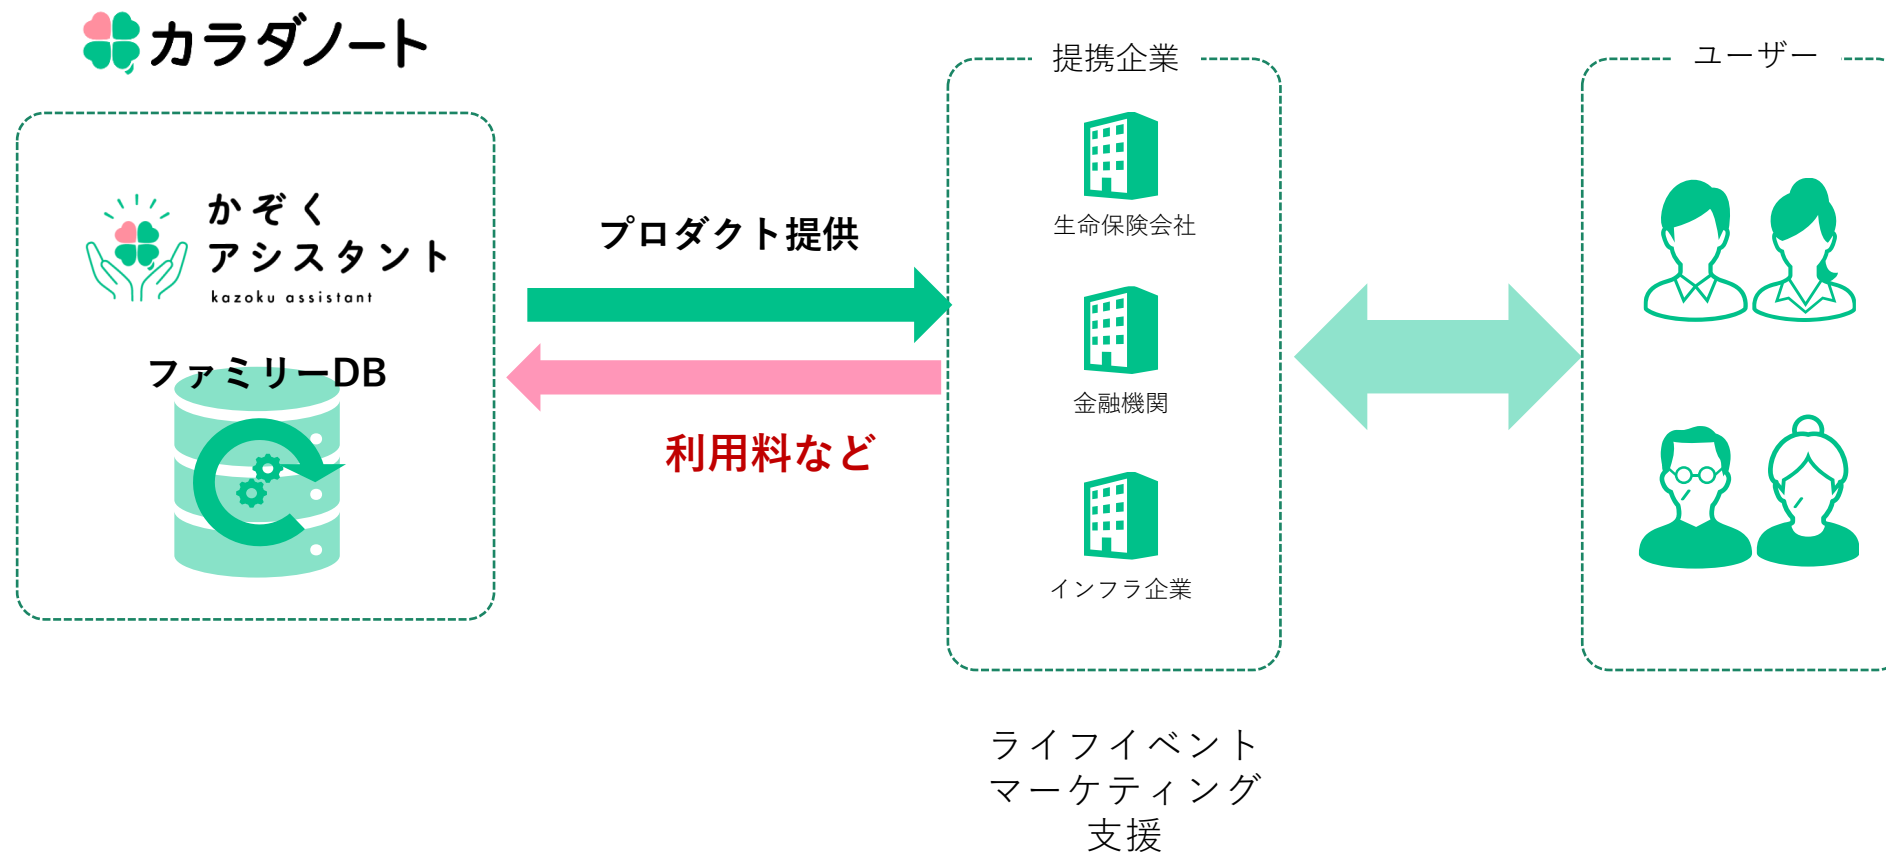 カラダノート
かぞく
アシスタント
kazoku assistant
ファミリーDB
プロダクト提供
利用料など
提携企業
生命保険会社
金融機関
インフラ企業
ユーザー
ライフイベント
マーケティング
支援